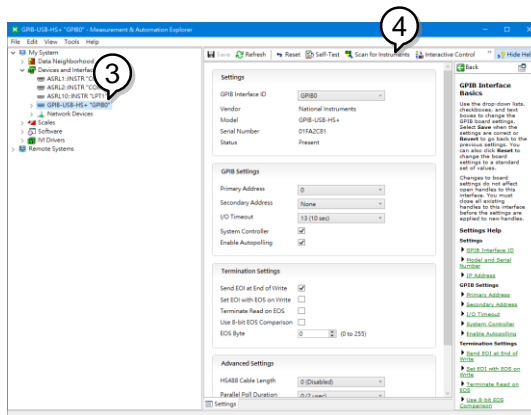 GPIB-USB-HS+ "GPIB0" - Measurement & Automation Explorer
File Edit View Tools Help
4
3
My System
Data Neighborhood
Devices and Interfac
ASRL1::INSTR "CO
ASRL2::INSTR "COM
ASRL10::INSTR "LPT1"
GPIB-USB-HS+ "GPIB0"
Network Devices
Scales
Software
IVI Drivers
Remote Systems
Save Refresh Reset Self-Test Scan for Instruments Interactive Control Hide Hel
Settings
GPIB Interface ID GPIB0
Vendor National Instruments
Model GPIB-USB-HS+
Serial Number 01FA2C81
Status Present
GPIB Settings
Primary Address 0
Secondary Address None
I/O Timeout 13 (10 sec)
System Controller
Enable Autopolling
Termination Settings
Send EOI at End of Write
Set EOI with EOS on Write
Terminate Read on EOS
Use 8-bit EOS Comparison
EOS Byte 0 (0 to 255)
Advanced Settings
HS488 Cable Length 0 (Disabled)
Parallel Poll Duration 0 (2 usec)
Settings
Back
GPIB Interface
Basics
Use the drop-down lists,
checkboxes, and text
boxes to change the
GPIB board settings.
Select Save when the
settings are correct or
Revert to go back to the
previous settings. You
can also click Reset to
change the board
settings to a standard
set of values.
Changes to board
settings do not affect
open handles to this
interface. You must
close all existing
handles to this interface
before the settings are
applied to new handles.
Settings Help
Settings
GPIB Interface ID
Model and Serial
Number
IP Address
GPIB Settings
Primary Address
Secondary Address
I/O Timeout
System Controller
Enable Autopolling
Termination Settings
Send EOI at End of
Write
Set EOI with EOS on
Write
Terminate Read on
EOS
Use 8-bit EOS
Comparison